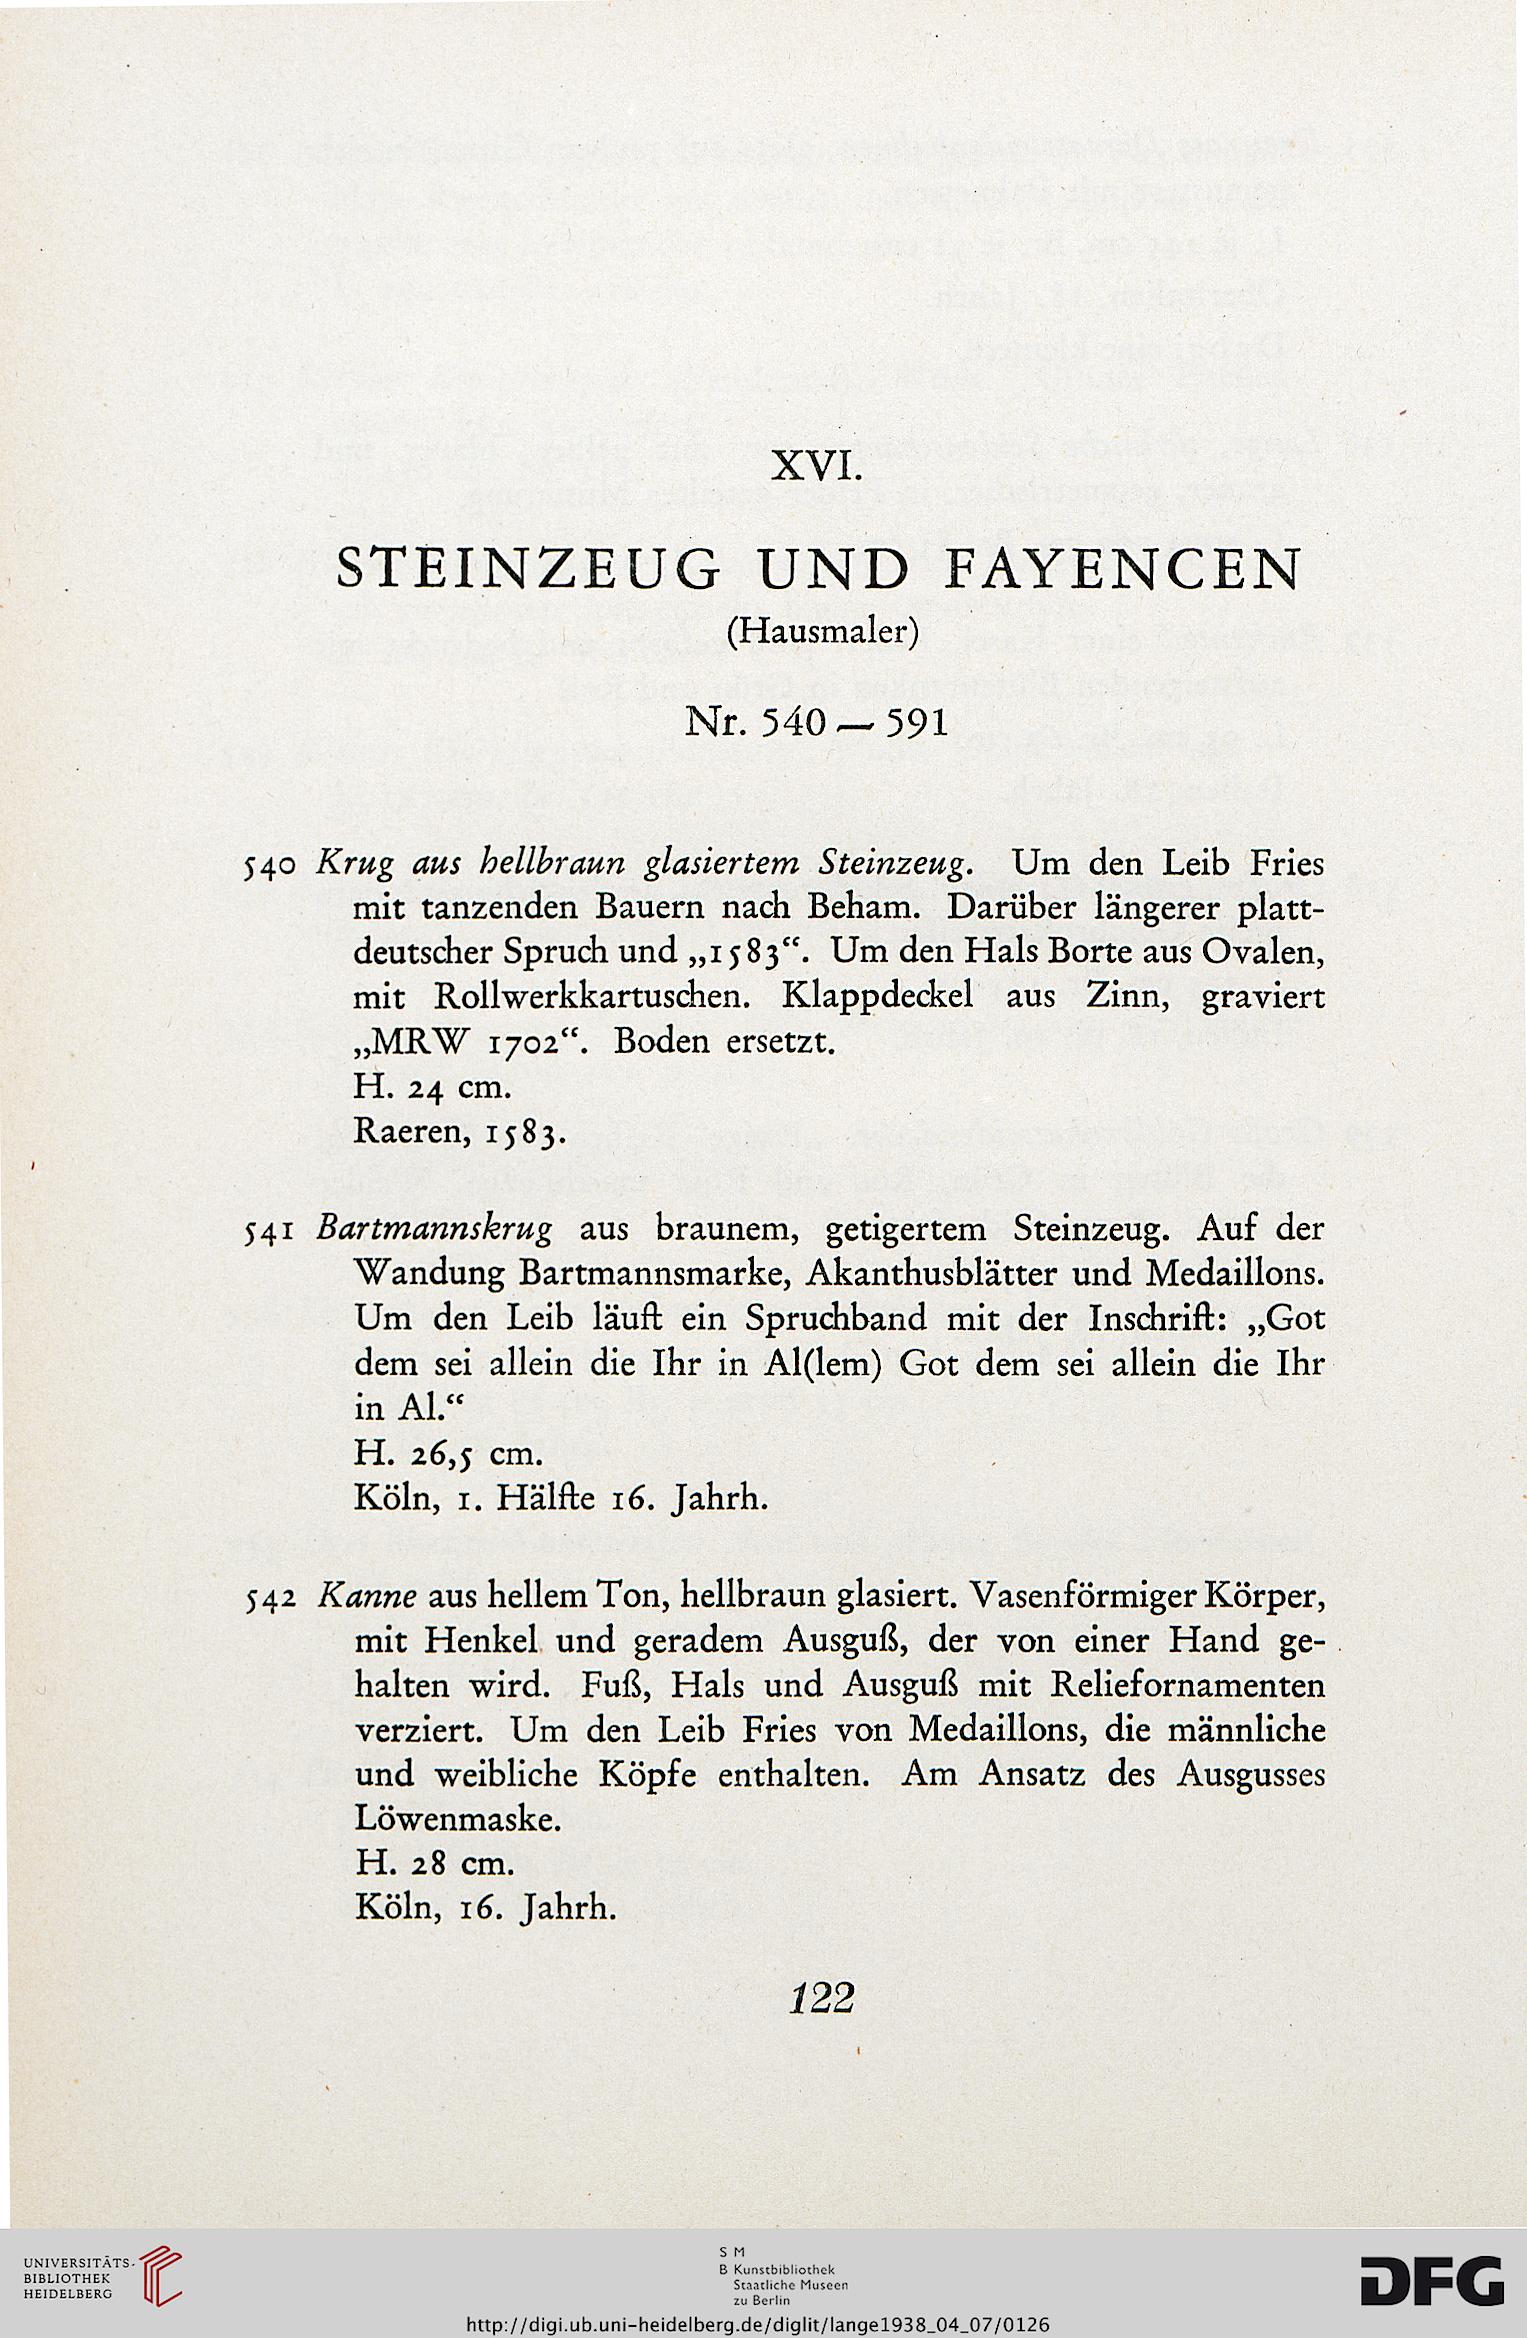 XVI.
STEINZEUG UND FAYENCEN
(Hausmaler)
Nr. 540 — 591
540 Krug aus hellbraun glasiertem Steinzeug. Um den Leib Fries
mit tanzenden Bauern nach Beham. Darüber längerer platt-
deutscher Spruch und „1583“. Um den Hals Borte aus Ovalen,
mit Rollwerkkartuschen. Klappdeckel aus Zinn, graviert
„MRW 1702“. Boden ersetzt.
H. 24 cm.
Raeren, 1583.
541 Bartmannskrug aus braunem, getigertem Steinzeug. Auf der
Wandung Bartmannsmarke, Akanthusblätter und Medaillons.
Um den Leib läuft ein Spruchband mit der Inschrift: „Got
dem sei allein die Ihr in Al(lem) Got dem sei allein die Ihr
in Al.“
H. 26,5 cm.
Köln, 1. Hälfte 16. Jahrh.
542 Kanne aus hellem Ton, hellbraun glasiert. Vasenförmiger Körper,
mit Henkel und geradem Ausguß, der von einer Hand ge-
halten wird. Fuß, Hals und Ausguß mit Reliefornamenten
verziert. Um den Leib Fries von Medaillons, die männliche
und weibliche Köpfe enthalten. Am Ansatz des Ausgusses
Löwenmaske.
H. 28 cm.
Köln, 16. Jahrh.
122
UNIVERSITÄTS-
BIBLIOTHEK
HEIDELBERG
S M
B Kunstbibliothek
Staatliche Museen
zu Berlin
DFG
http://digi.ub.uni-heidelberg.de/diglit/lange1938_04_07/0126